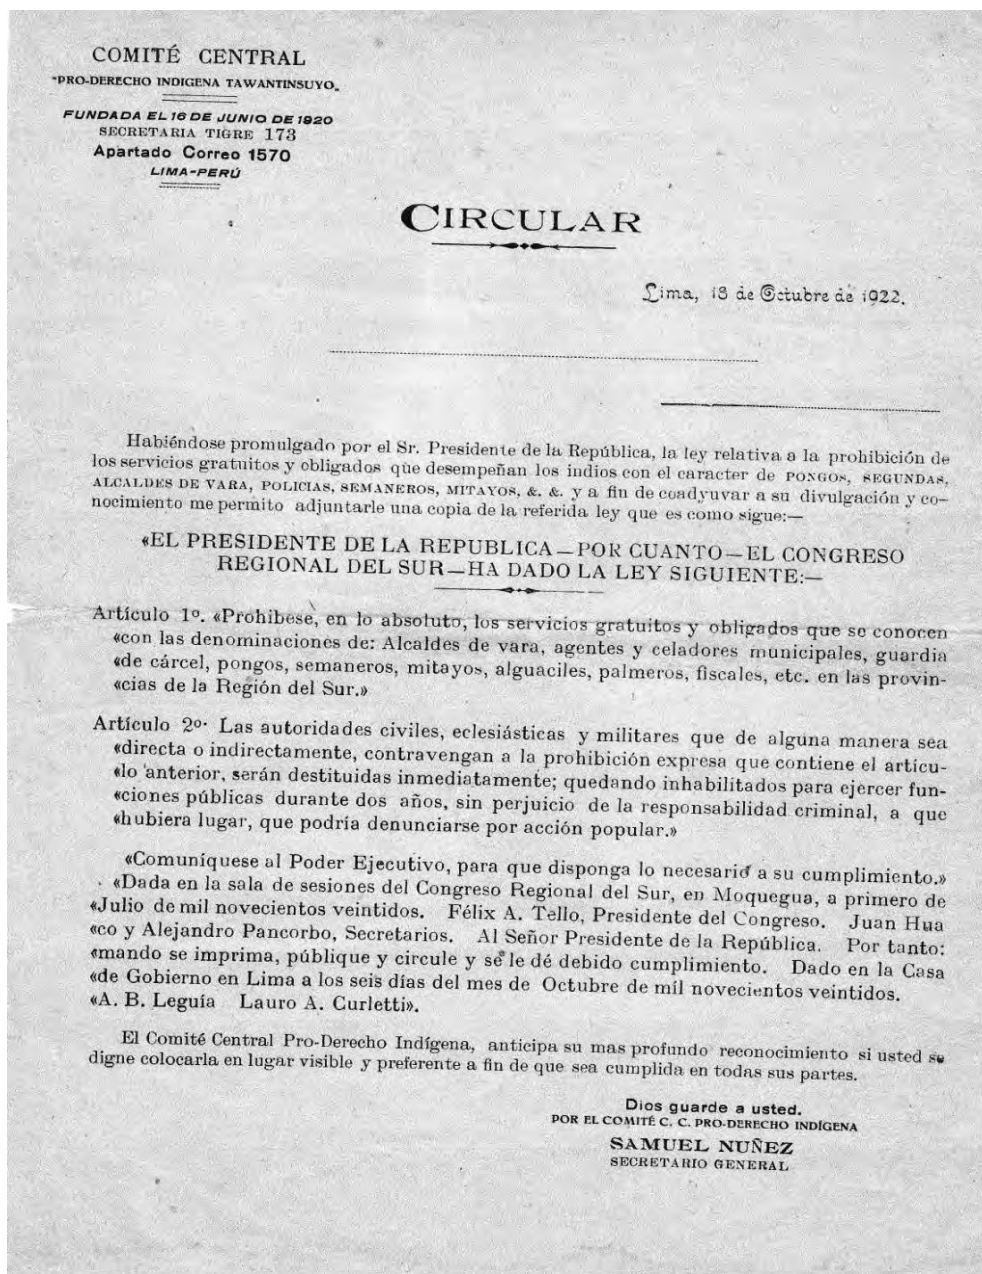 COMITÉ CENTRAL
"PRO-DERECHO INDIGENA TAWANTINSUYO„
FUNDADA EL 16 DE JUNIO DE 1920
SECRETARIA TIGRE 173
Apartado Correo 1570
LIMA-PERÚ
CIRCULAR
Lima, 13 de Octubre de 1922.
Habiéndose promulgado por el Sr. Presidente de la República, la ley relativa a la prohibición de
los servicios gratuitos y obligados que desempeñan los indios con el caracter de PONGOS, SEGUNDAS,
ALCALDES DE VARA, POLICIAS, SEMANEROS, MITAYOS, &. &. y a fin de coadyuvar a su divulgación y co-
nocimiento me permito adjuntarle una copia de la referida ley que es como sigue:—
«EL PRESIDENTE DE LA REPUBLICA—POR CUANTO—EL CONGRESO
REGIONAL DEL SUR—HA DADO LA LEY SIGUIENTE:—
Artículo 1º. «Prohibese, en lo absoluto, los servicios gratuitos y obligados que se conocen
«con las denominaciones de: Alcaldes de vara, agentes y celadores municipales, guardia
«de cárcel, pongos, semaneros, mitayos, alguaciles, palmeros, fiscales, etc. en las provin-
«cias de la Región del Sur.»
Artículo 2º. Las autoridades civiles, eclesiásticas y militares que de alguna manera sea
«directa o indirectamente, contravengan a la prohibición expresa que contiene el artícu-
«lo anterior, serán destituidas inmediatamente; quedando inhabilitados para ejercer fun-
«ciones públicas durante dos años, sin perjuicio de la responsabilidad criminal, a que
«hubiera lugar, que podría denunciarse por acción popular.»
«Comuníquese al Poder Ejecutivo, para que disponga lo necesario a su cumplimiento.»
«Dada en la sala de sesiones del Congreso Regional del Sur, en Moquegua, a primero de
«Julio de mil novecientos veintidos. Félix A. Tello, Presidente del Congreso. Juan Hua
«co y Alejandro Pancorbo, Secretarios. Al Señor Presidente de la República. Por tanto:
«mando se imprima, públique y circule y se le dé debido cumplimiento. Dado en la Casa
«de Gobierno en Lima a los seis días del mes de Octubre de mil novecientos veintidos.
«A. B. Leguía Lauro A. Curletti».
El Comité Central Pro-Derecho Indígena, anticipa su mas profundo reconocimiento si usted se
digne colocarla en lugar visible y preferente a fin de que sea cumplida en todas sus partes.
Dios guarde a usted.
POR EL COMITÉ C. C. PRO-DERECHO INDÍGENA
SAMUEL NUÑEZ
SECRETARIO GENERAL